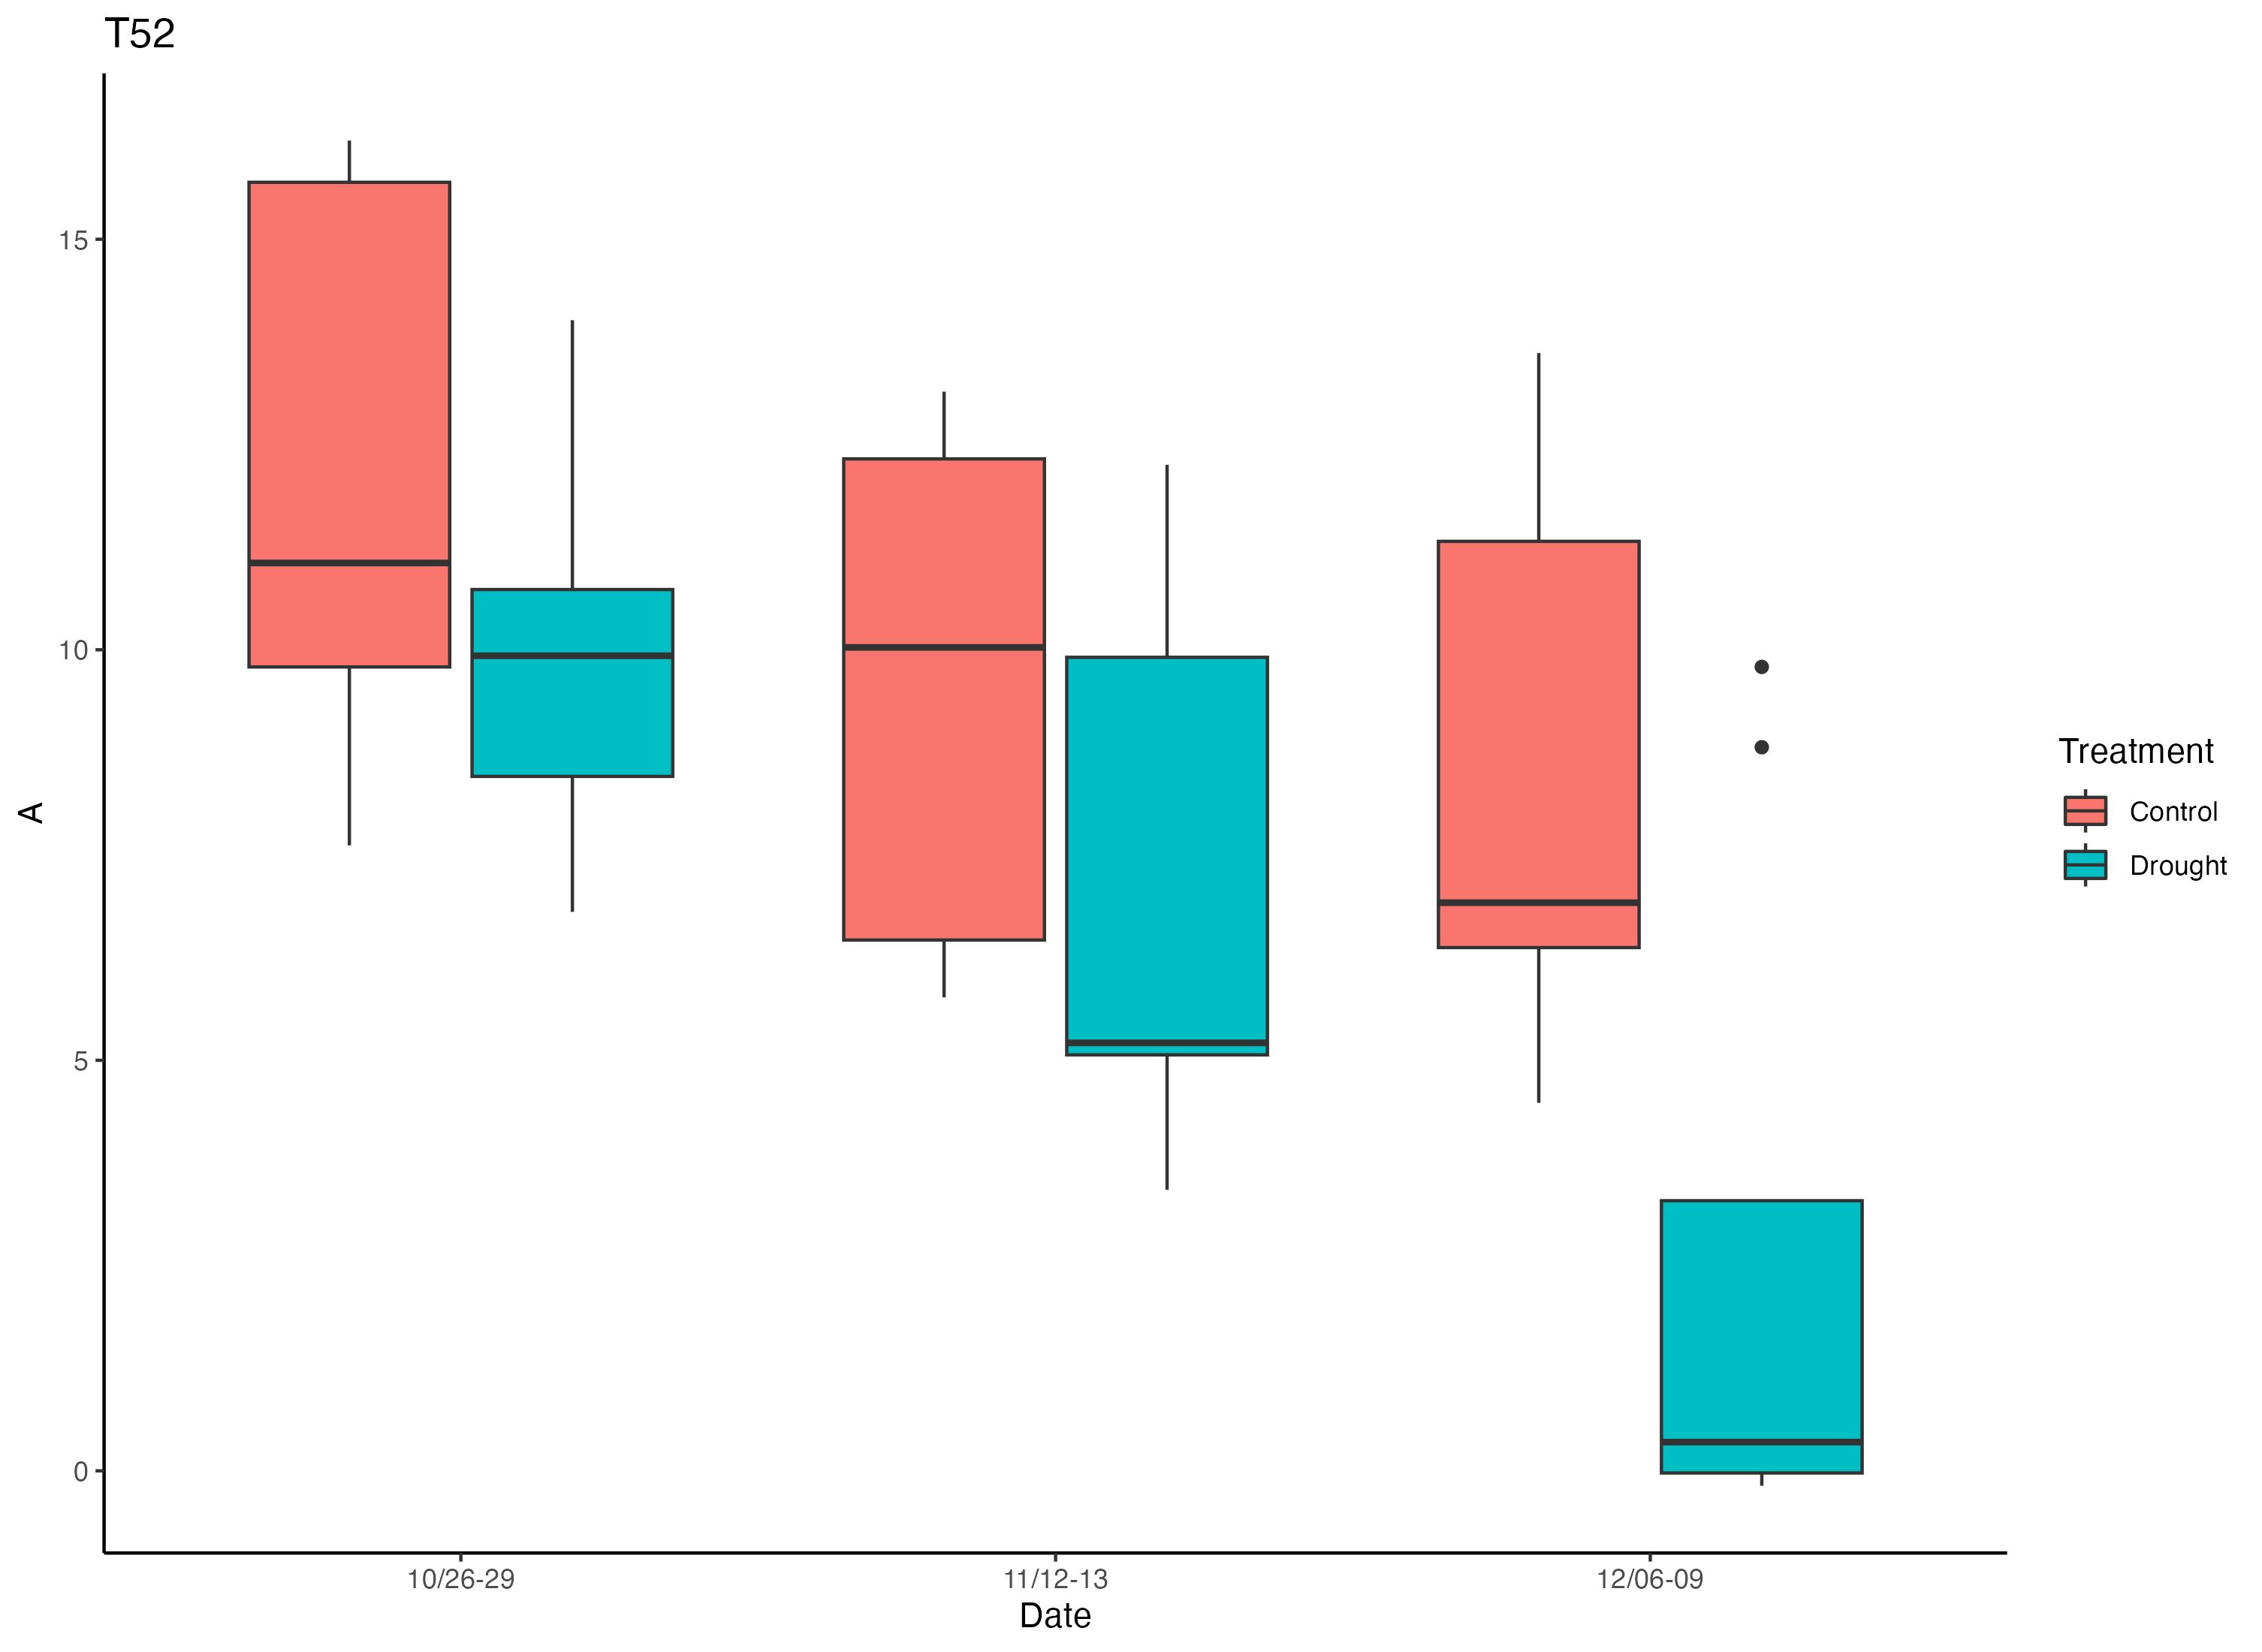 T52
15
10
5
0
A
10/26-29
11/12-13
12/06-09
Date
Treatment
Control
Drought